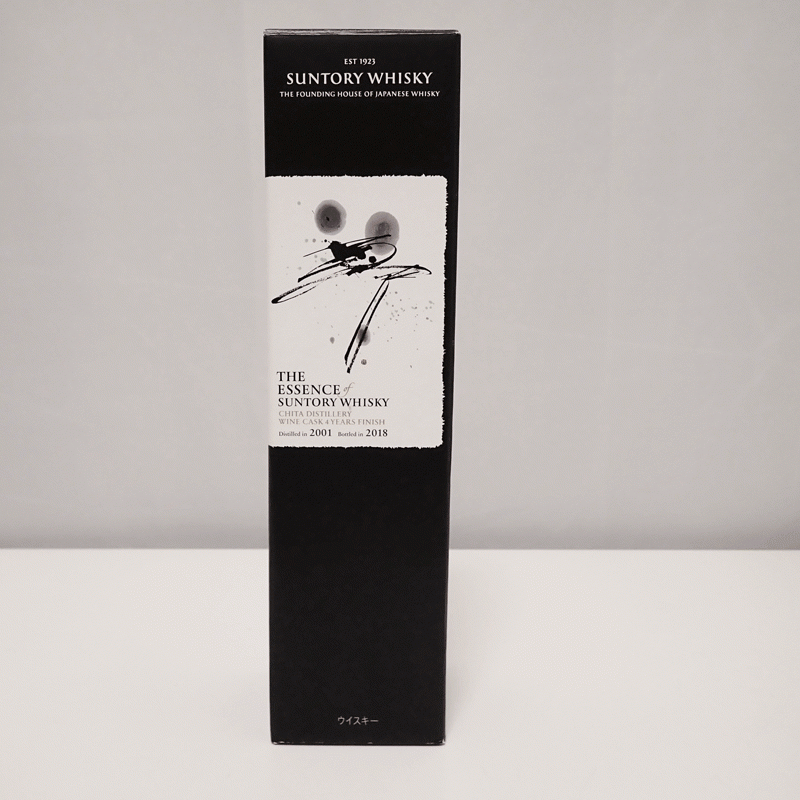 EST 1923
SUNTORY WHISKY
THE FOUNDING HOUSE OF JAPANESE WHISKY
THE
ESSENCE of
SUNTORY WHISKY
CHITA DISTILLERY
WINE CASK 4 YEARS FINISH
Distilled in 2001 Bottled in 2018
ウイスキー